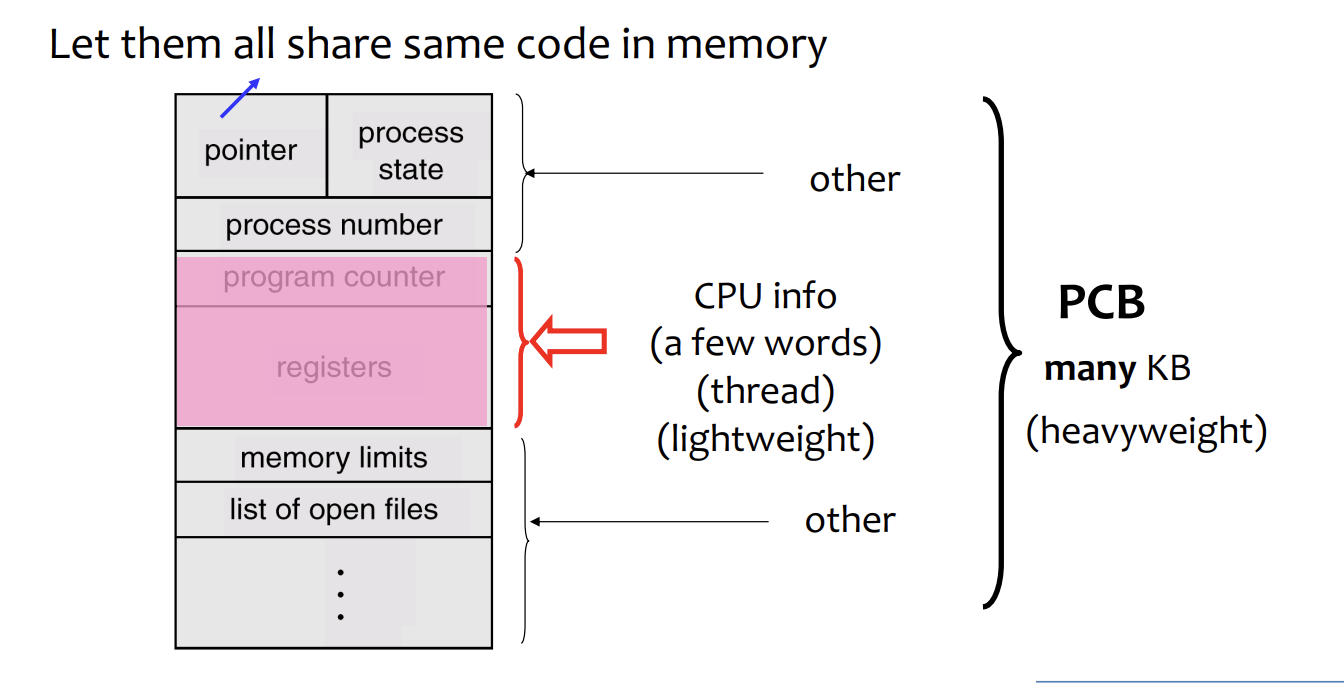 Let them all share same code in memory
pointer
process
state
process number
program counter
registers
memory limits
list of open files
other
CPU info
(a few words)
(thread)
(lightweight)
other
PCB
many KB
(heavyweight)